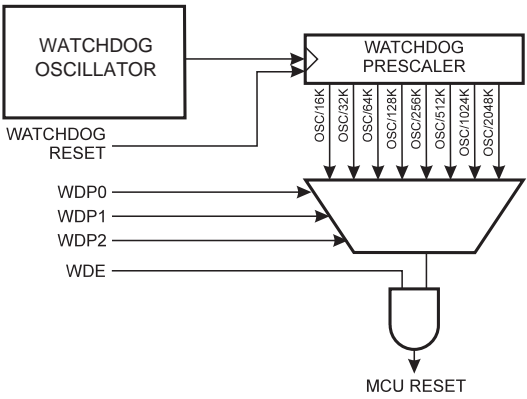 WATCHDOG
OSCILLATOR
WATCHDOG
PRESCALER
WATCHDOG
RESET
OSC/16K
OSC/32K
OSC/64K
OSC/128K
OSC/256K
OSC/512K
OSC/1024K
OSC/2048K
WDP0
WDP1
WDP2
WDE
MCU RESET